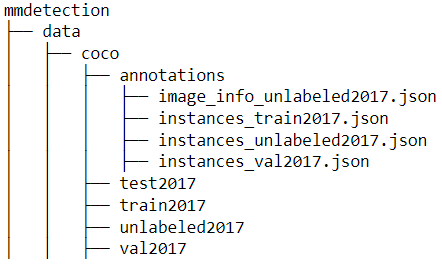 mmdetection
├── data
│   ├── coco
│   │   ├── annotations
│   │   │   ├── image_info_unlabeled2017.json
│   │   │   ├── instances_train2017.json
│   │   │   ├── instances_unlabeled2017.json
│   │   │   ├── instances_val2017.json
│   │   ├── test2017
│   │   ├── train2017
│   │   ├── unlabeled2017
│   │   ├── val2017